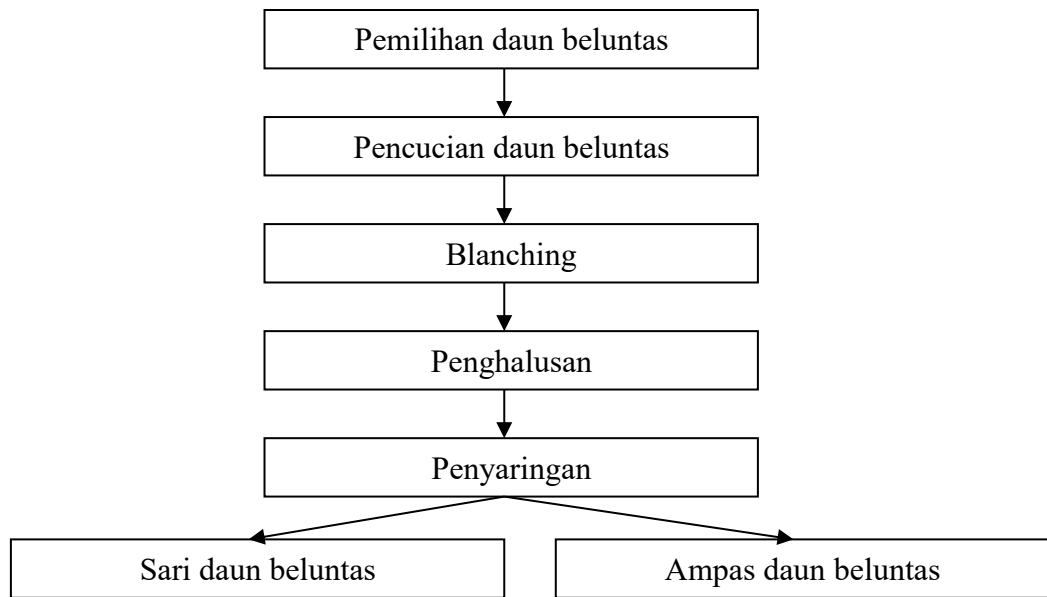 Pemilihan daun beluntas
Pencucian daun beluntas
Blanching
Penghalusan
Penyaringan
Sari daun beluntas
Ampas daun beluntas